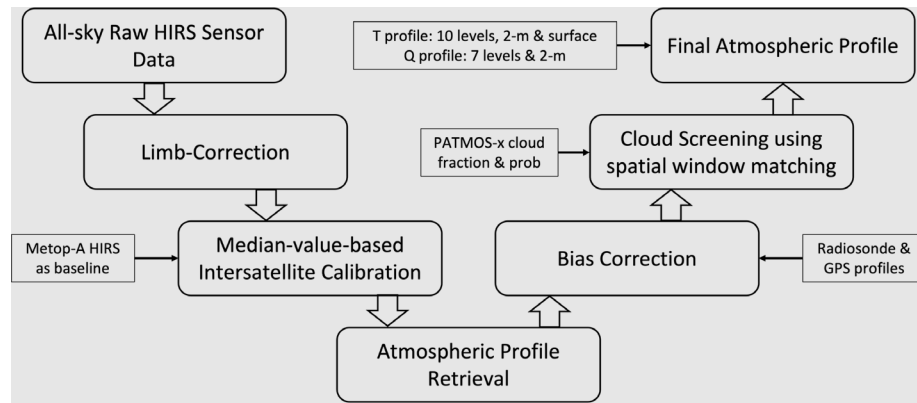 All-sky Raw HIRS Sensor
Data
Limb-Correction
Metop-A HIRS
as baseline
Median-value-based
Intersatellite Calibration
Atmospheric Profile
Retrieval
Bias Correction
Radiosonde &
GPS profiles
PATMOS-x cloud
fraction & prob
Cloud Screening using
spatial window matching
T profile: 10 levels, 2-m & surface
Q profile: 7 levels & 2-m
Final Atmospheric Profile